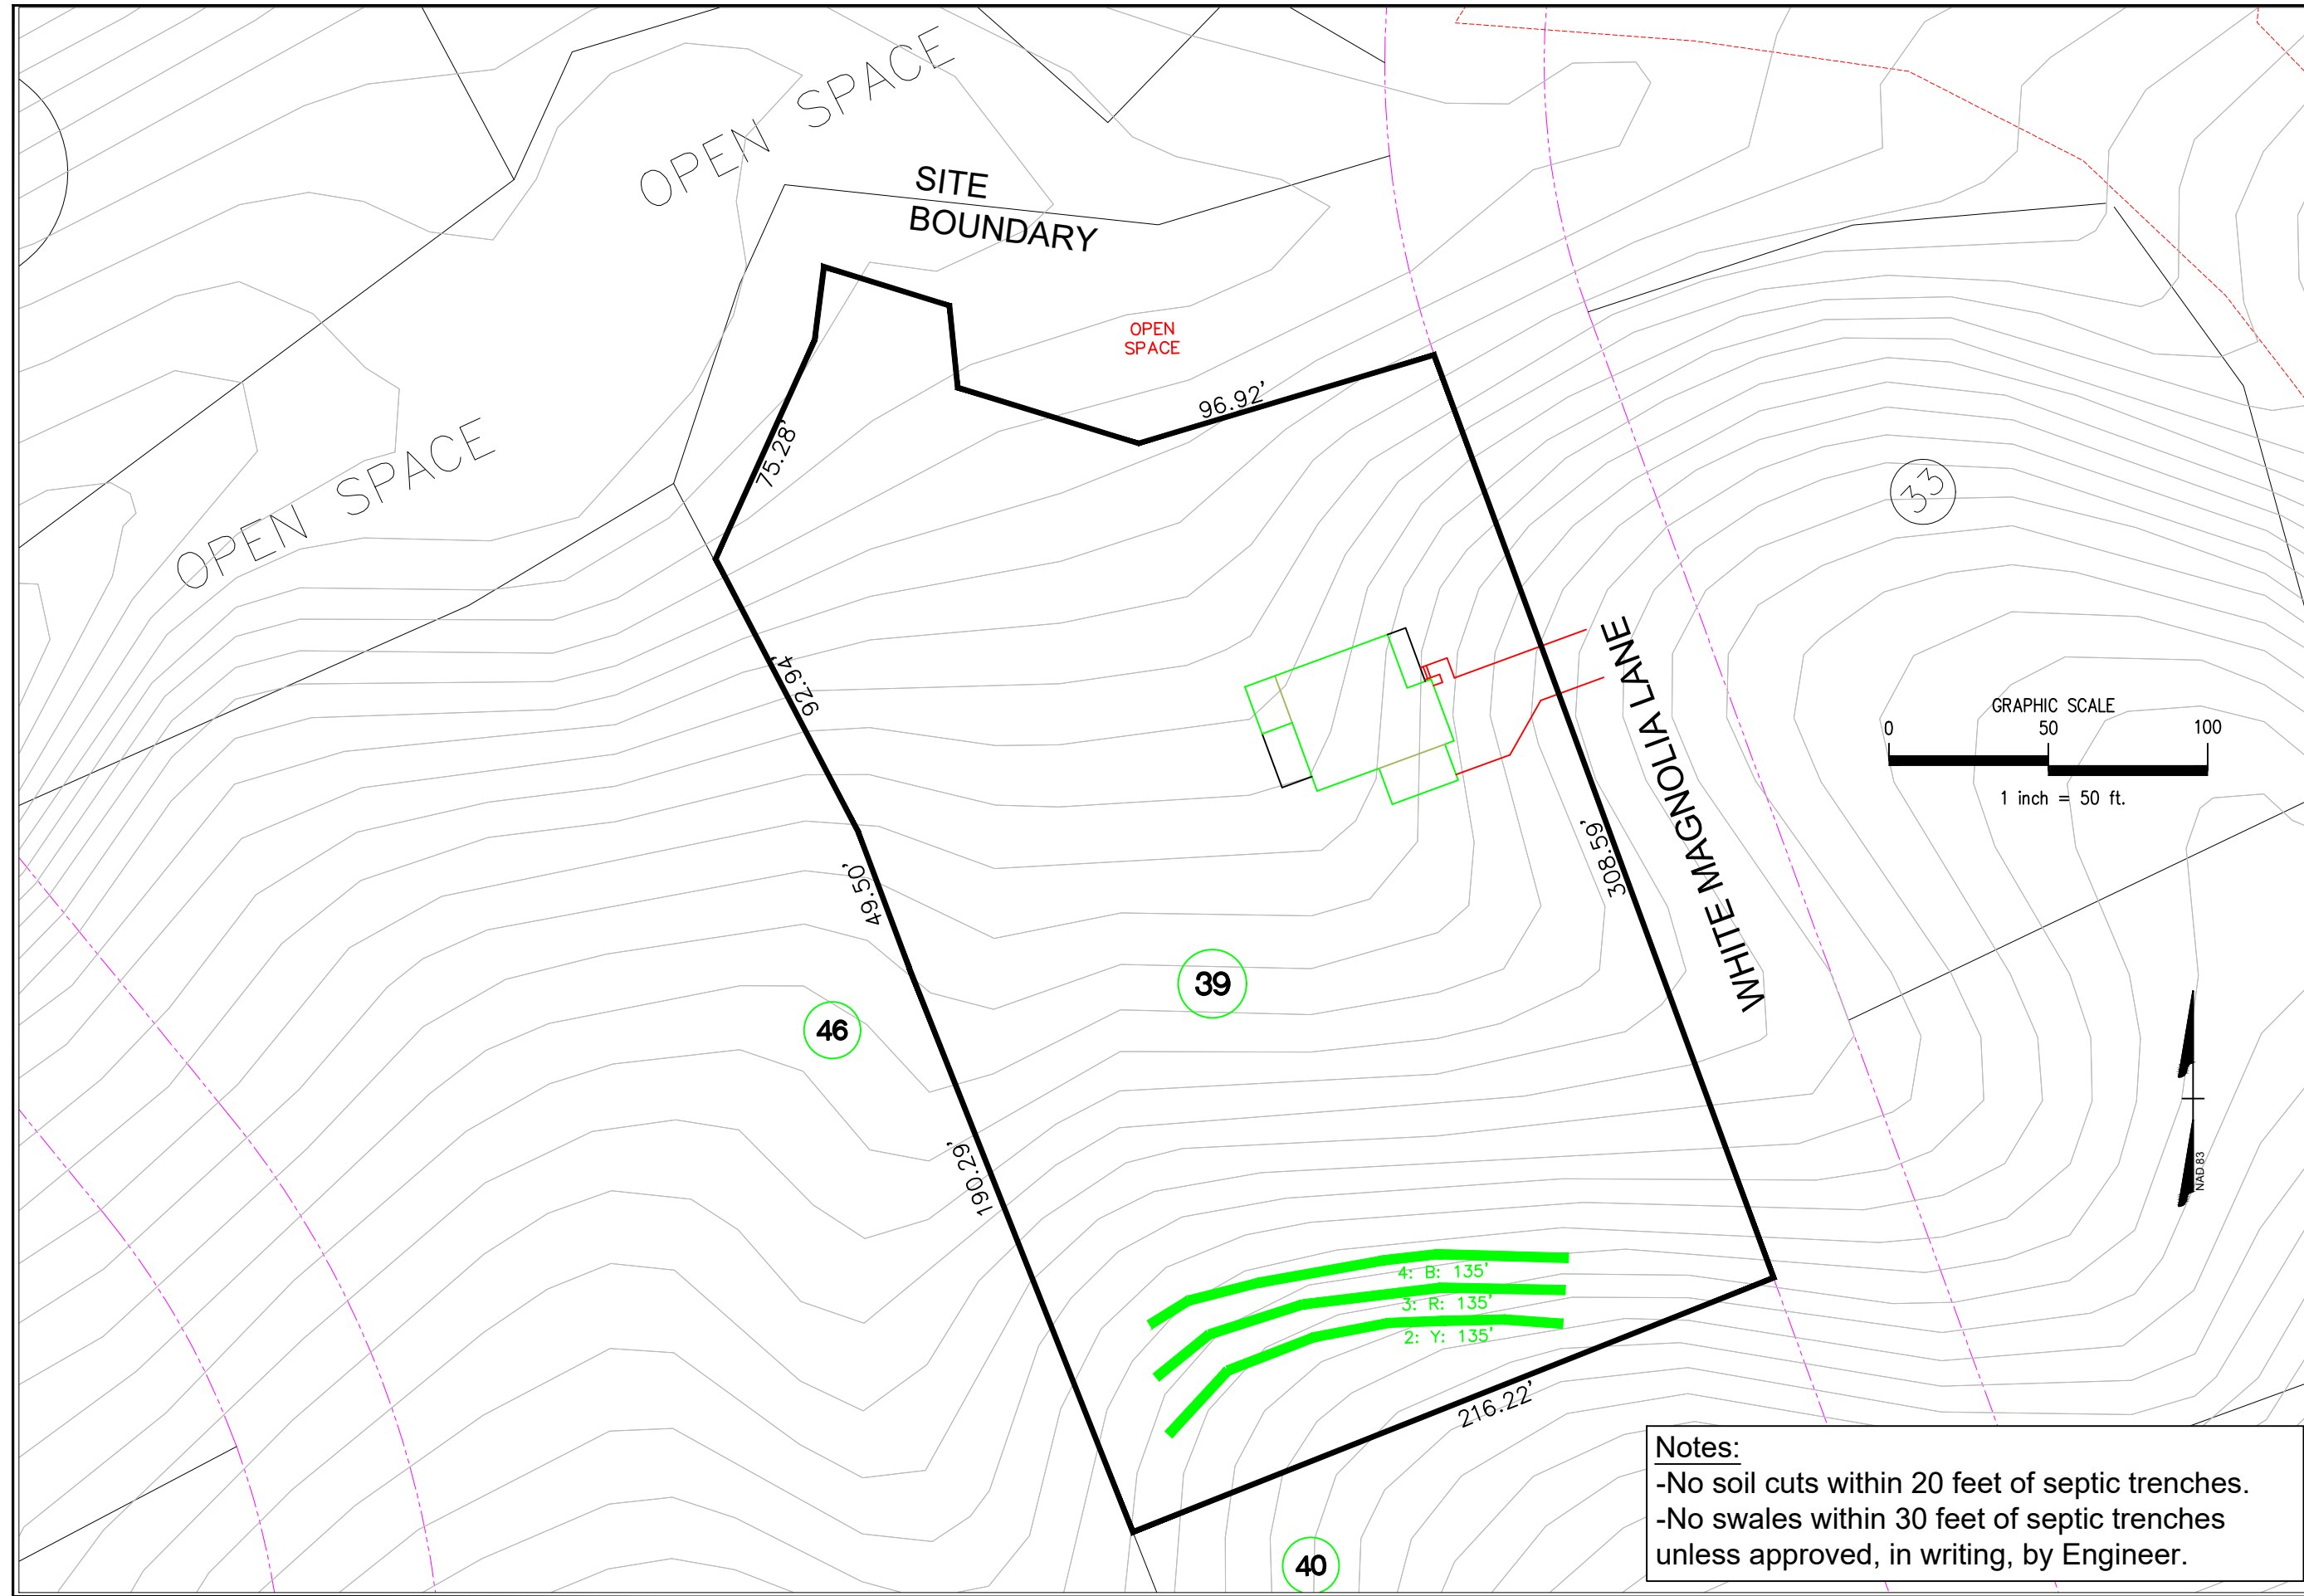 OPEN SPACE
SITE
BOUNDARY
OPEN
SPACE
96.92'
75.28'
OPEN SPACE
33
92.94'
WHITE MAGNOLIA LANE
GRAPHIC SCALE
0 50 100
1 inch = 50 ft.
308.59'
49.50'
39
46
190.29'
NAD 83
4: B: 135'
3: R: 135'
2: Y: 135'
216.22'
40
Notes:
-No soil cuts within 20 feet of septic trenches.
-No swales within 30 feet of septic trenches
unless approved, in writing, by Engineer.